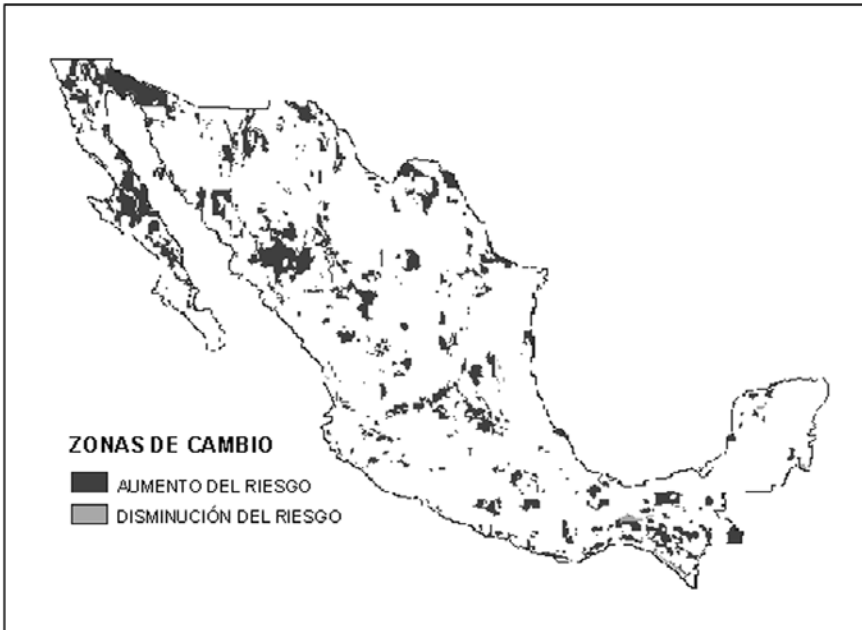 ZONAS DE CAMBIO
AUMENTO DEL RIESGO
DISMINUCIÓN DEL RIESGO